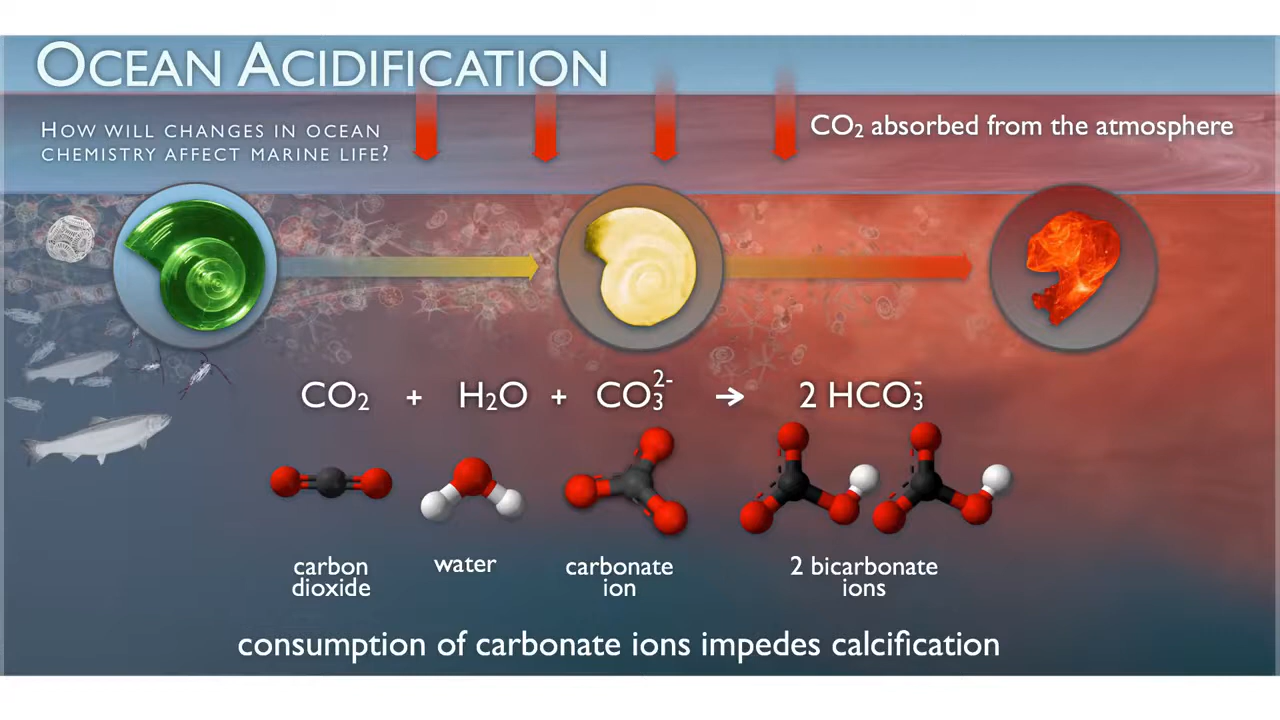 OCEAN ACIDIFICATION
HOW WILL CHANGES IN OCEAN
CHEMISTRY AFFECT MARINE LIFE?
CO₂ absorbed from the atmosphere
CO₂ + H₂O + CO₃²⁻ → 2 HCO₃⁻
carbon
dioxide
water
carbonate
ion
2 bicarbonate
ions
consumption of carbonate ions impedes calcification